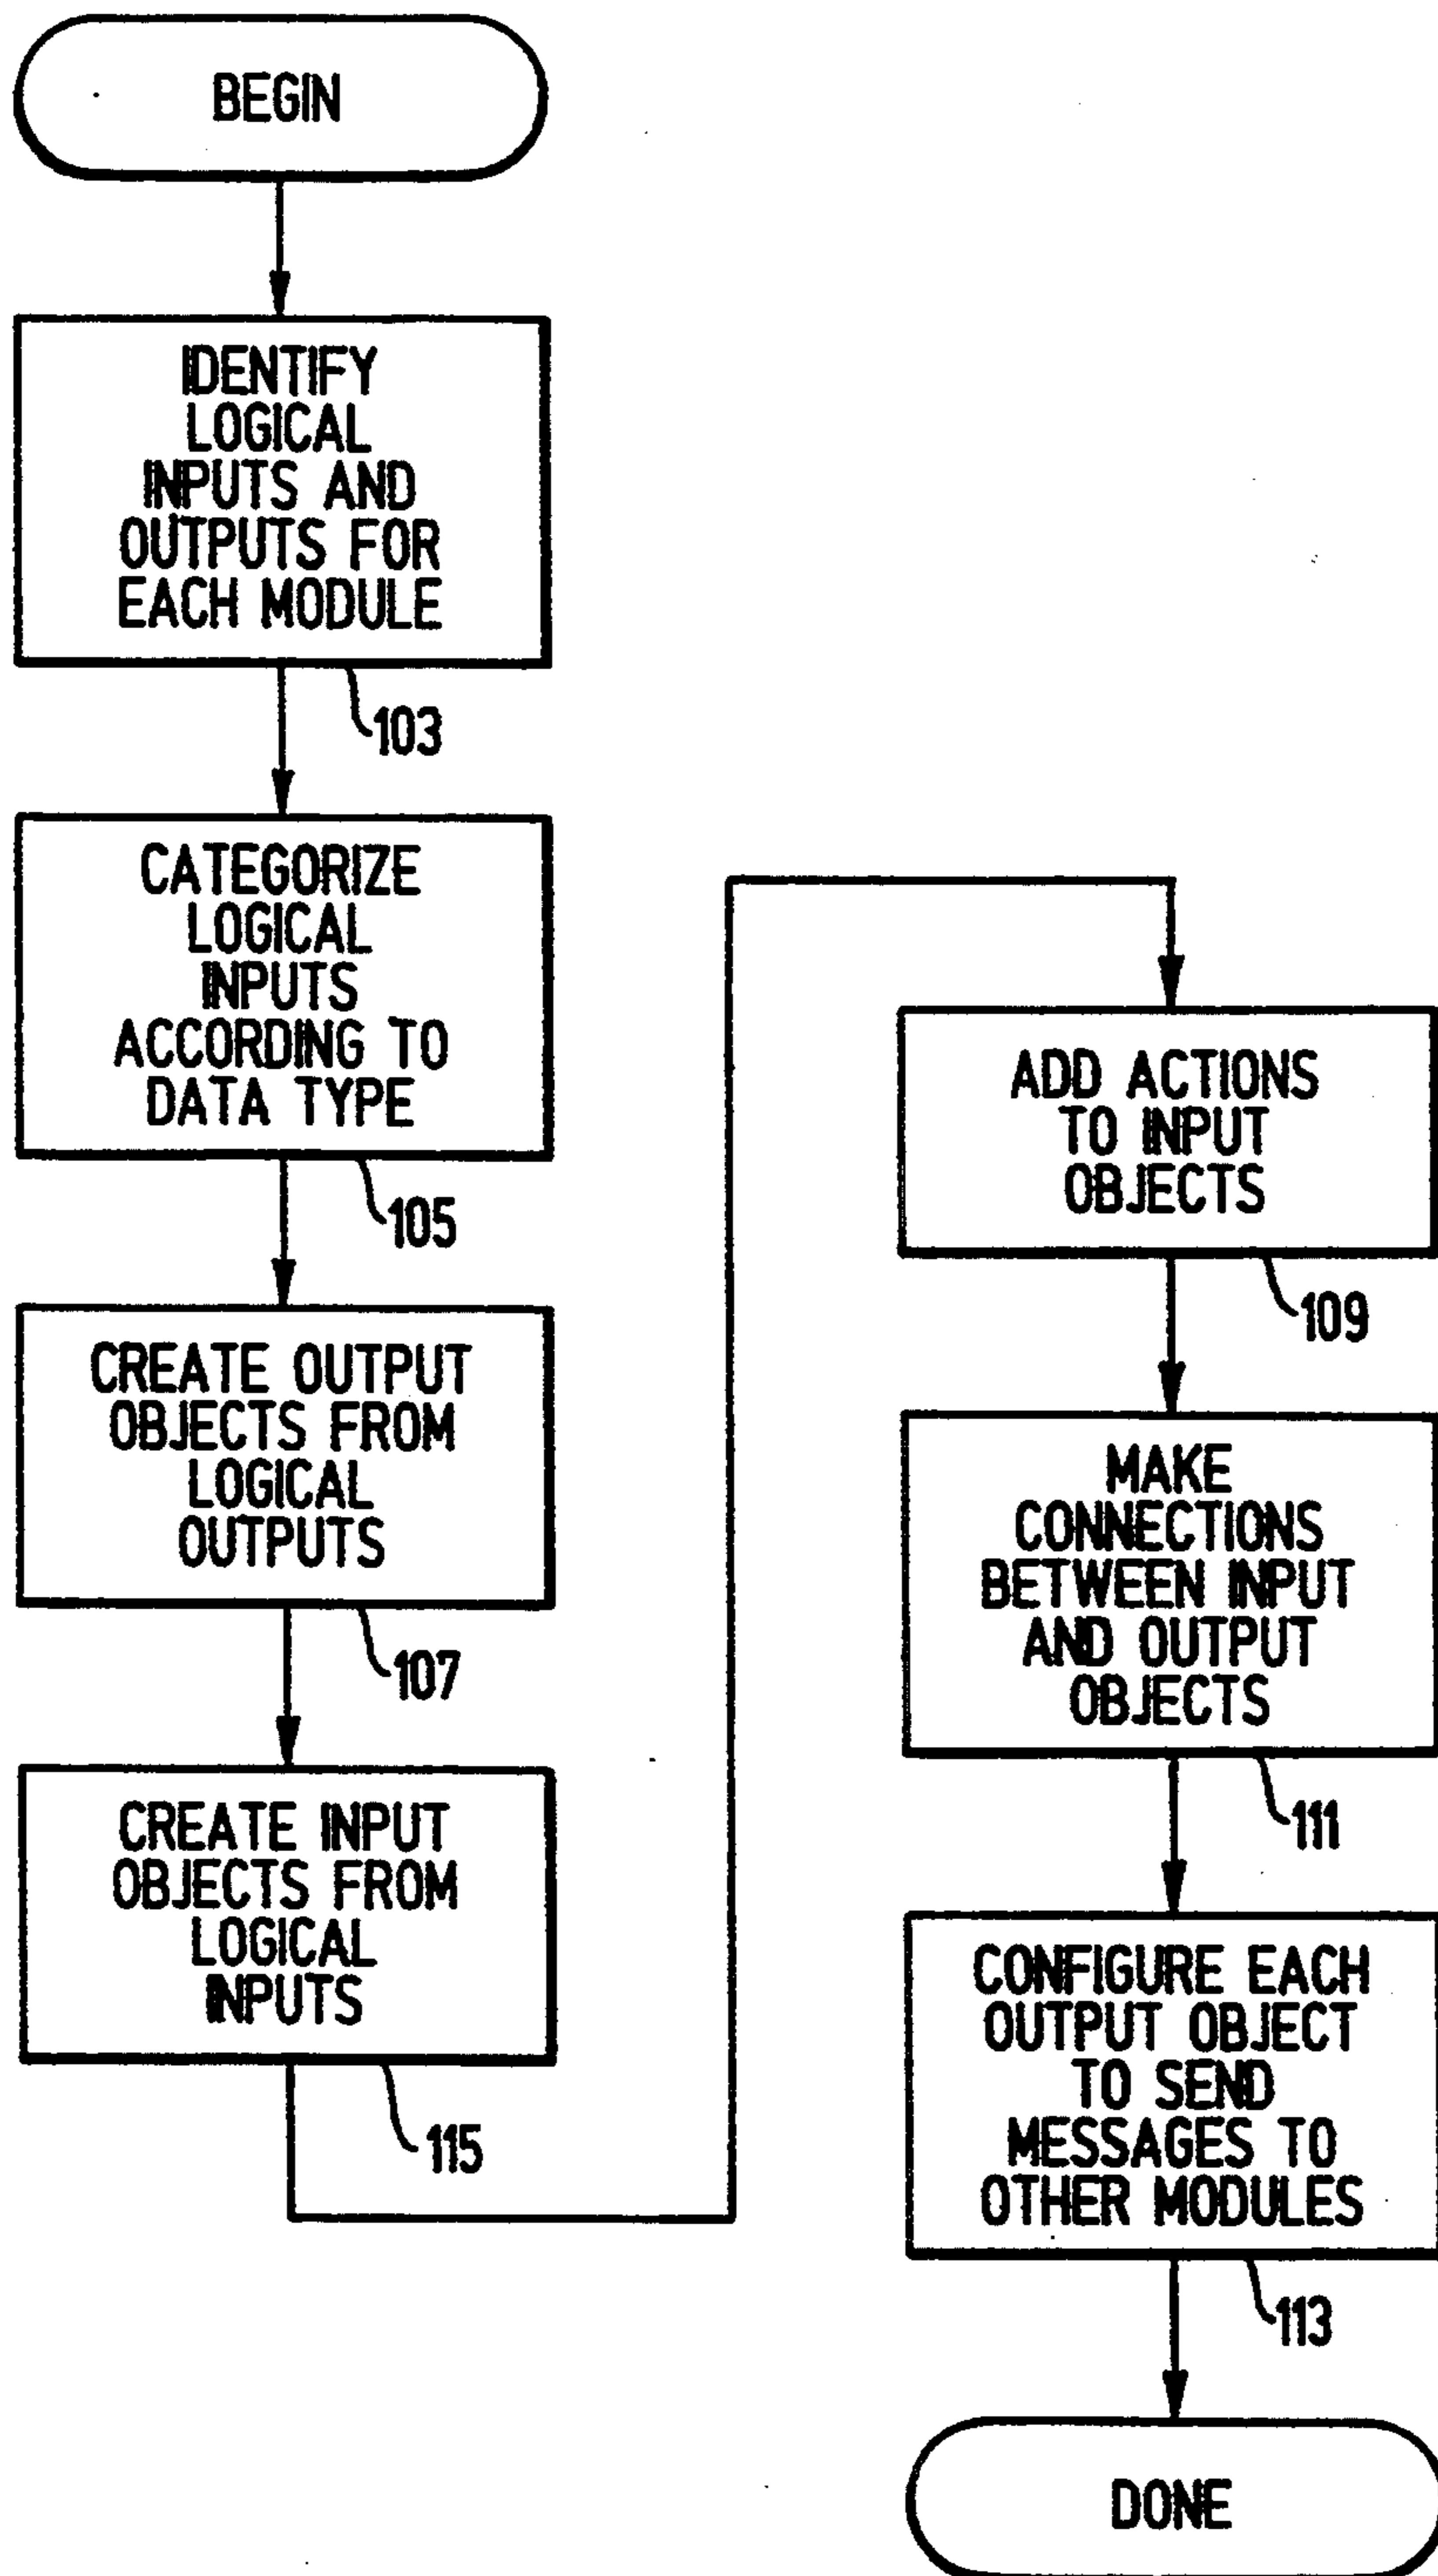 BEGIN
IDENTIFY
LOGICAL
INPUTS AND
OUTPUTS FOR
EACH MODULE
103
CATEGORIZE
LOGICAL
INPUTS
ACCORDING TO
DATA TYPE
105
CREATE OUTPUT
OBJECTS FROM
LOGICAL
OUTPUTS
107
CREATE INPUT
OBJECTS FROM
LOGICAL
INPUTS
115
ADD ACTIONS
TO INPUT
OBJECTS
109
MAKE
CONNECTIONS
BETWEEN INPUT
AND OUTPUT
OBJECTS
111
CONFIGURE EACH
OUTPUT OBJECT
TO SEND
MESSAGES TO
OTHER MODULES
113
DONE